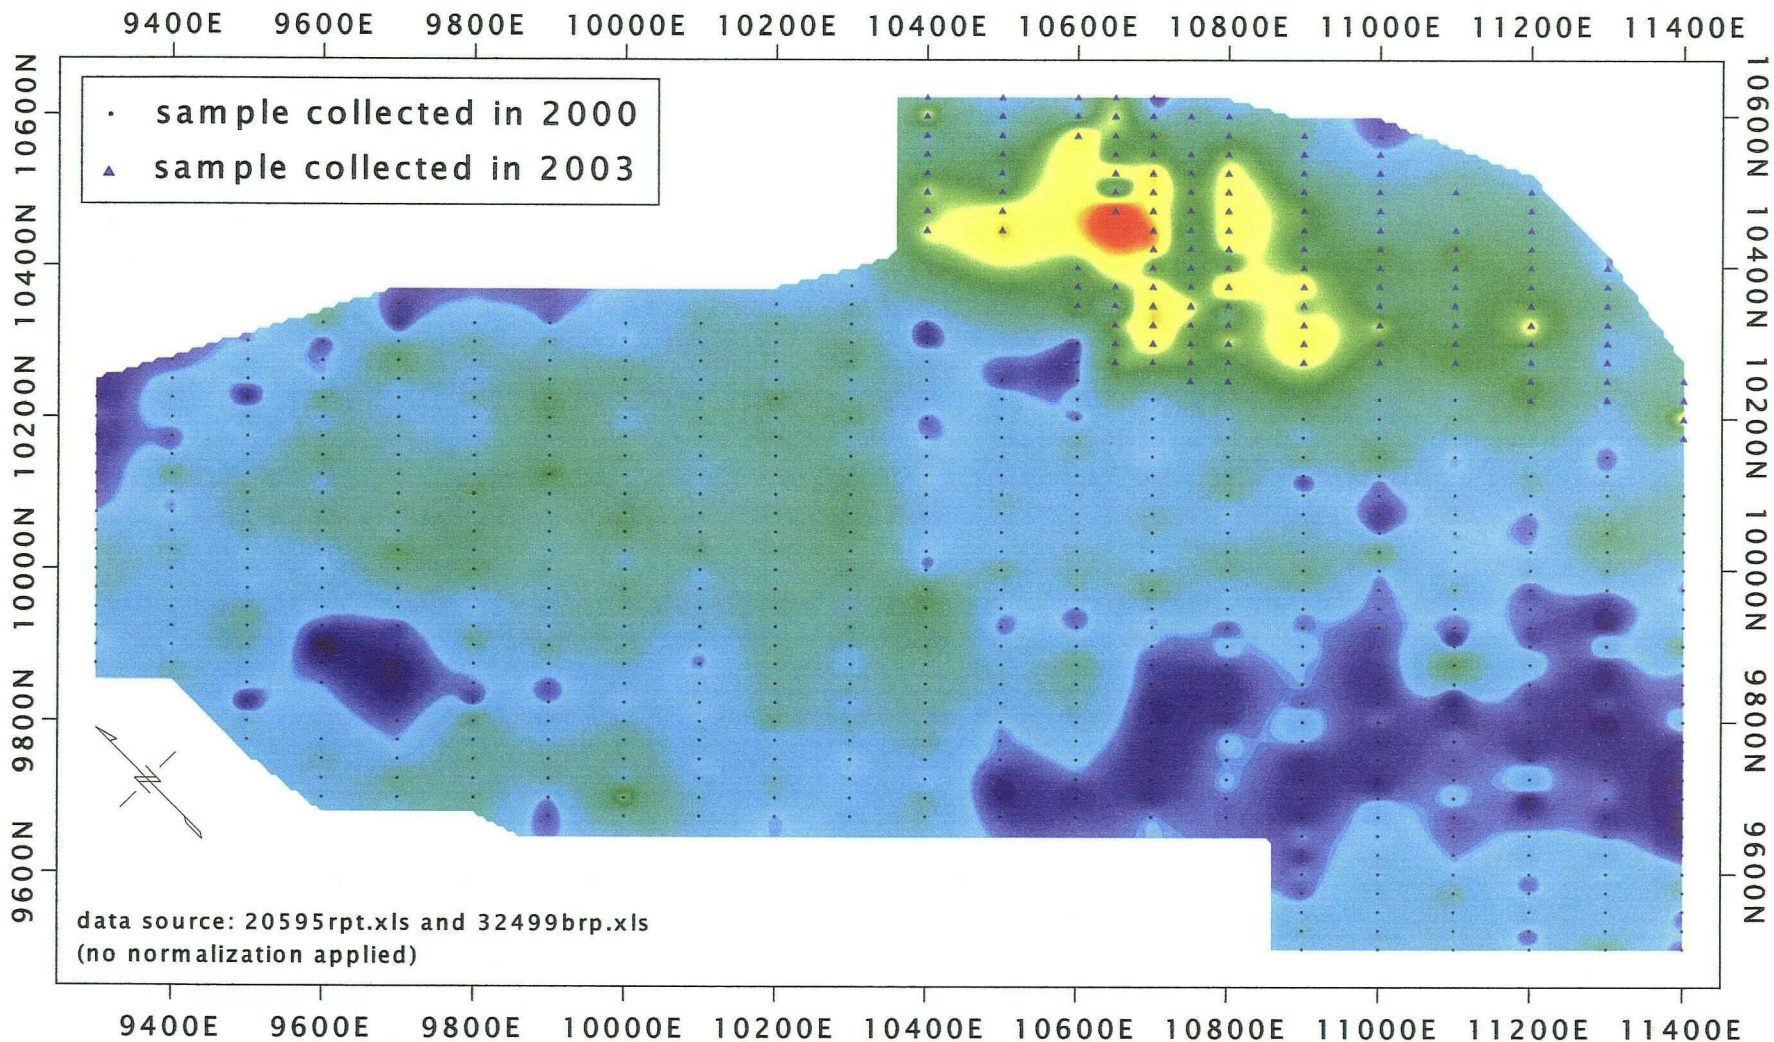 9400E 9600E 9800E 10000E 10200E 10400E 10600E 10800E 11000E 11200E 11400E
sample collected in 2000
sample collected in 2003
10600N
10400N
10200N
10000N
9800N
9600N
10600N
10400N
10200N
10000N
9800N
9600N
data source: 20595rpt.xls and 32499brp.xls
(no normalization applied)
9400E 9600E 9800E 10000E 10200E 10400E 10600E 10800E 11000E 11200E 11400E